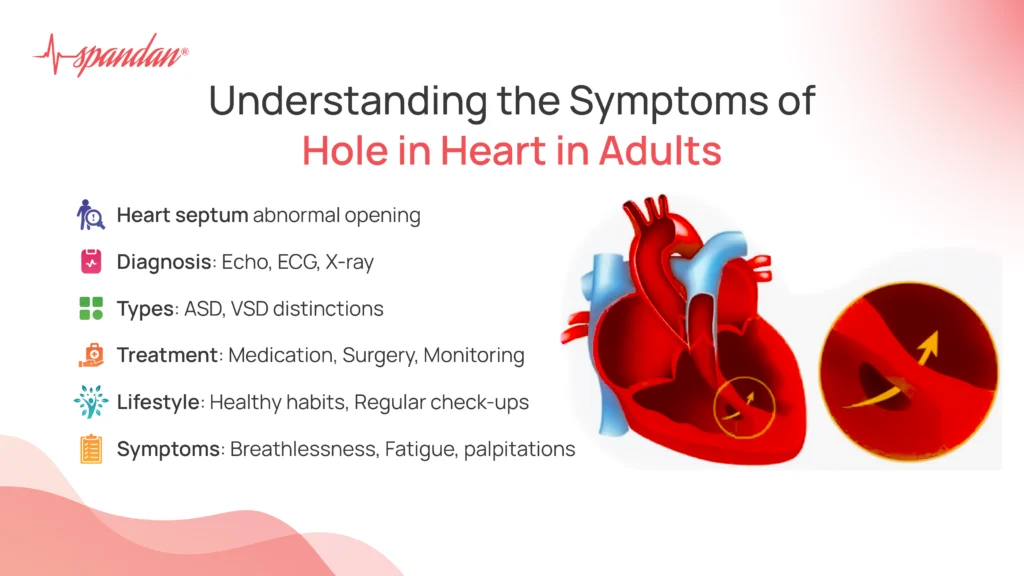 spandan®
Understanding the Symptoms of
Hole in Heart in Adults
Heart septum abnormal opening
Diagnosis: Echo, ECG, X-ray
Types: ASD, VSD distinctions
Treatment: Medication, Surgery, Monitoring
Lifestyle: Healthy habits, Regular check-ups
Symptoms: Breathlessness, Fatigue, palpitations